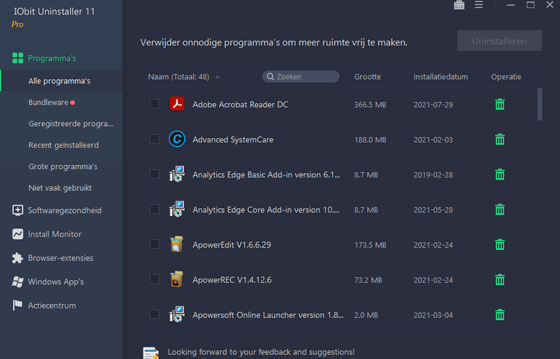 IObit Uninstaller 11
Pro
Programma's
Alle programma's
Bundleware
Geregistreerde progra...
Recent geïnstalleerd
Grote programma's
Niet vaak gebruikt
Softwaregezondheid
Install Monitor
Browser-extensies
Windows App's
Actiecentrum
Verwijder onnodige programma's om meer ruimte vrij te maken.
Uninstalleren
Naam (Totaal: 48) Zoeken Grootte Installatiedatum Operatie
Adobe Acrobat Reader DC 366.5 MB 2021-07-29
Advanced SystemCare 188.0 MB 2021-02-03
Analytics Edge Basic Add-in version 6.1... 8.7 MB 2019-02-28
Analytics Edge Core Add-in version 10.... 8.7 MB 2021-05-28
ApowerEdit V1.6.6.29 173.5 MB 2021-02-24
ApowerREC V1.4.12.6 73.2 MB 2021-02-24
Apowersoft Online Launcher version 1.8... 2.0 MB 2021-03-04
Looking forward to your feedback and suggestions!